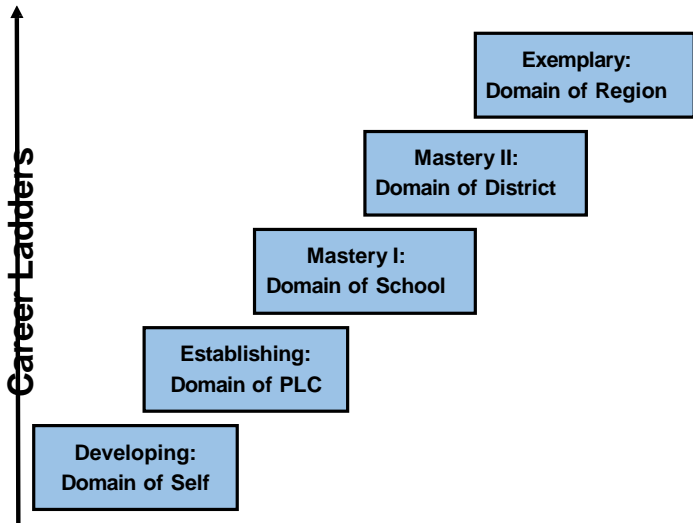 Career Ladders
Exemplary:
Domain of Region
Mastery II:
Domain of District
Mastery I:
Domain of School
Establishing:
Domain of PLC
Developing:
Domain of Self